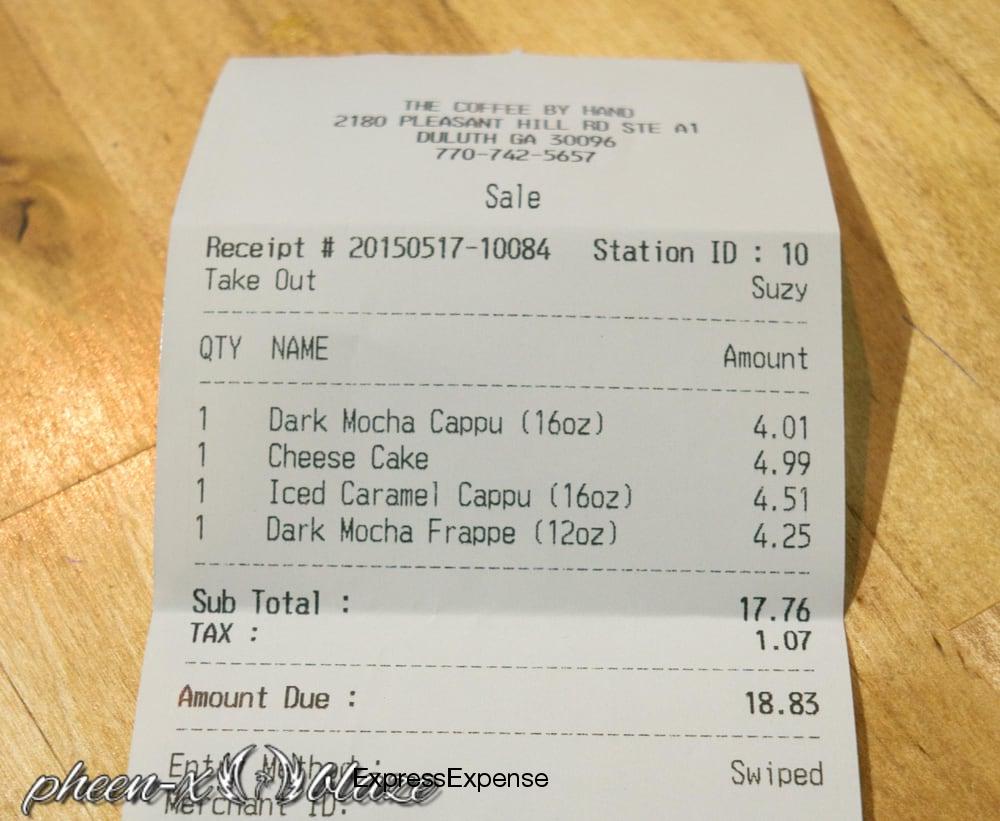 THE COFFEE BY HAND
2180 PLEASANT HILL RD STE A1
DULUTH GA 30096
770-742-5657
Sale
Receipt # 20150517-10084 Station ID : 10
Take Out Suzy
QTY NAME Amount
1 Dark Mocha Cappu (16oz) 4.01
1 Cheese Cake 4.99
1 Iced Caramel Cappu (16oz) 4.51
1 Dark Mocha Frappe (12oz) 4.25
Sub Total : 17.76
TAX : 1.07
Amount Due : 18.83
Entry Method : Swiped
pheen-x blaze ExpressExpense
Merchant ID: